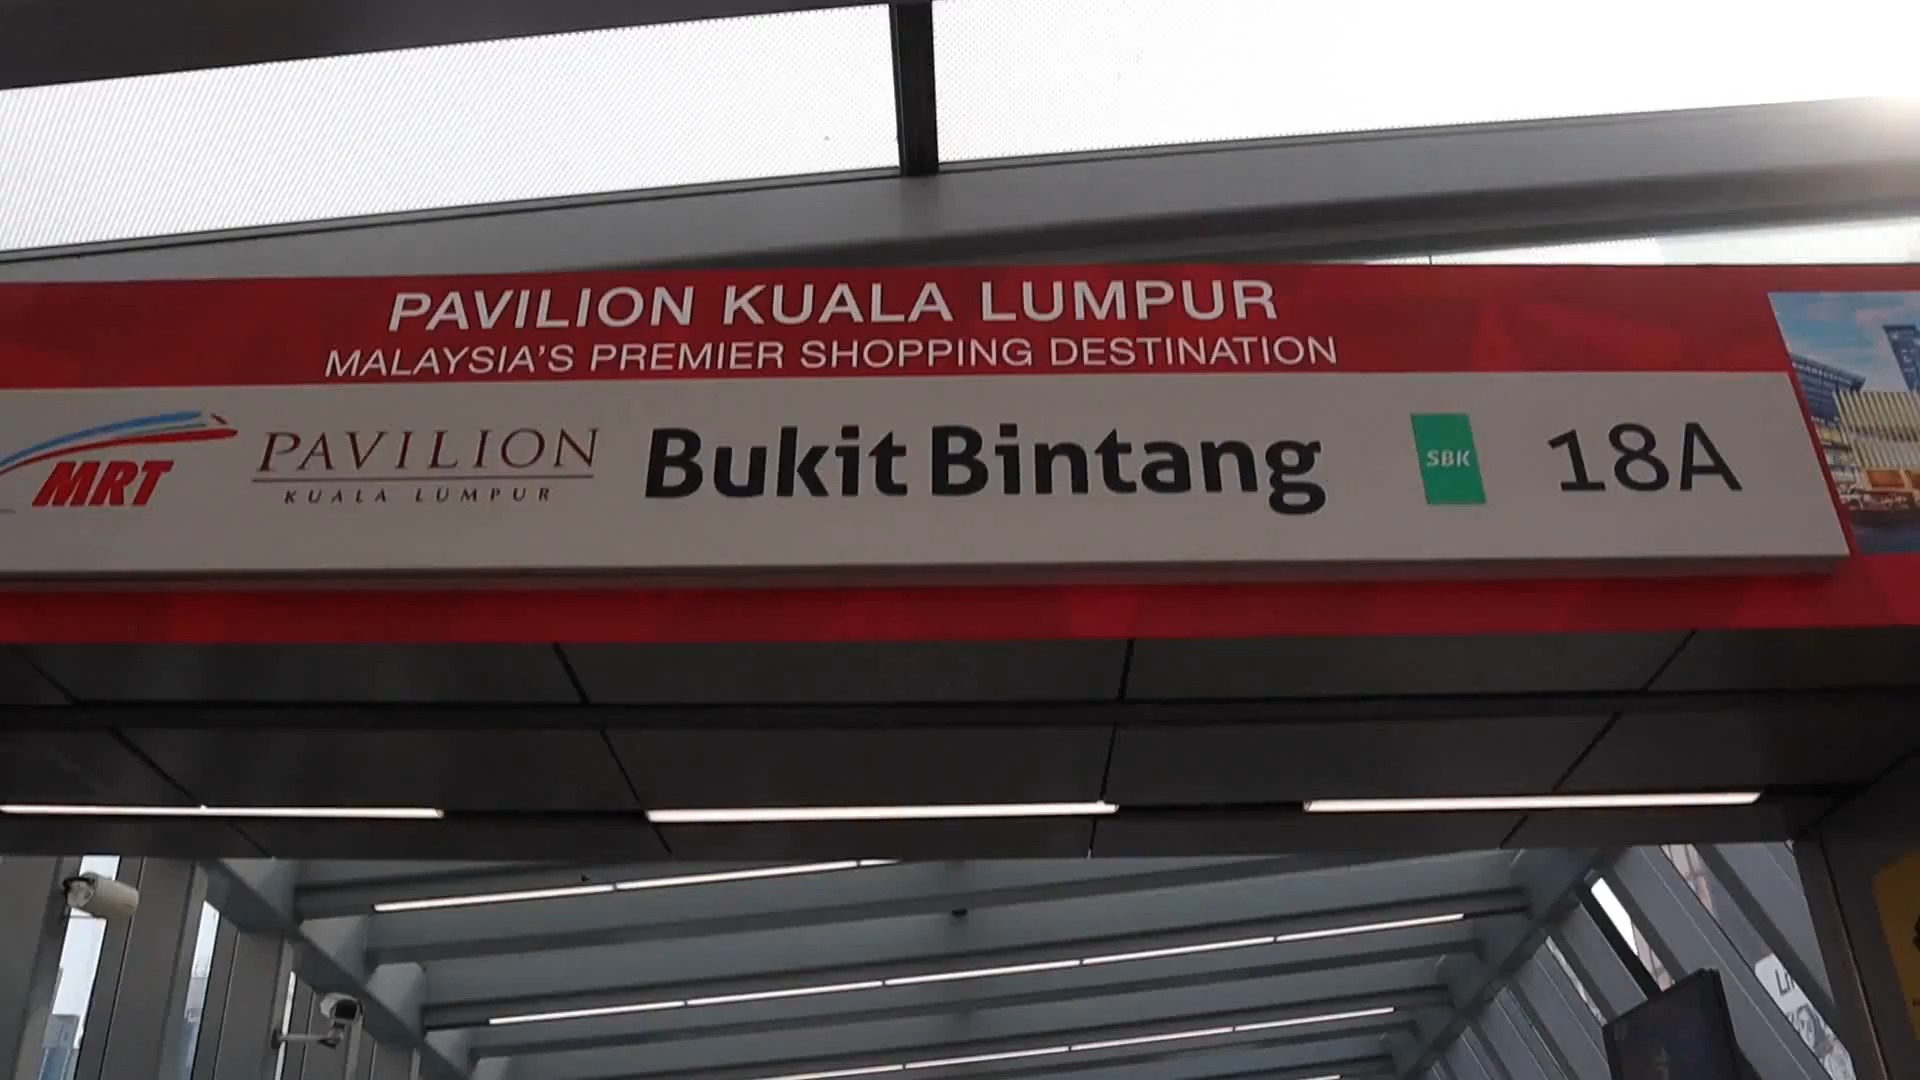 PAVILION KUALA LUMPUR
MALAYSIA'S PREMIER SHOPPING DESTINATION
MRT PAVILION KUALA LUMPUR Bukit Bintang SBK 18A